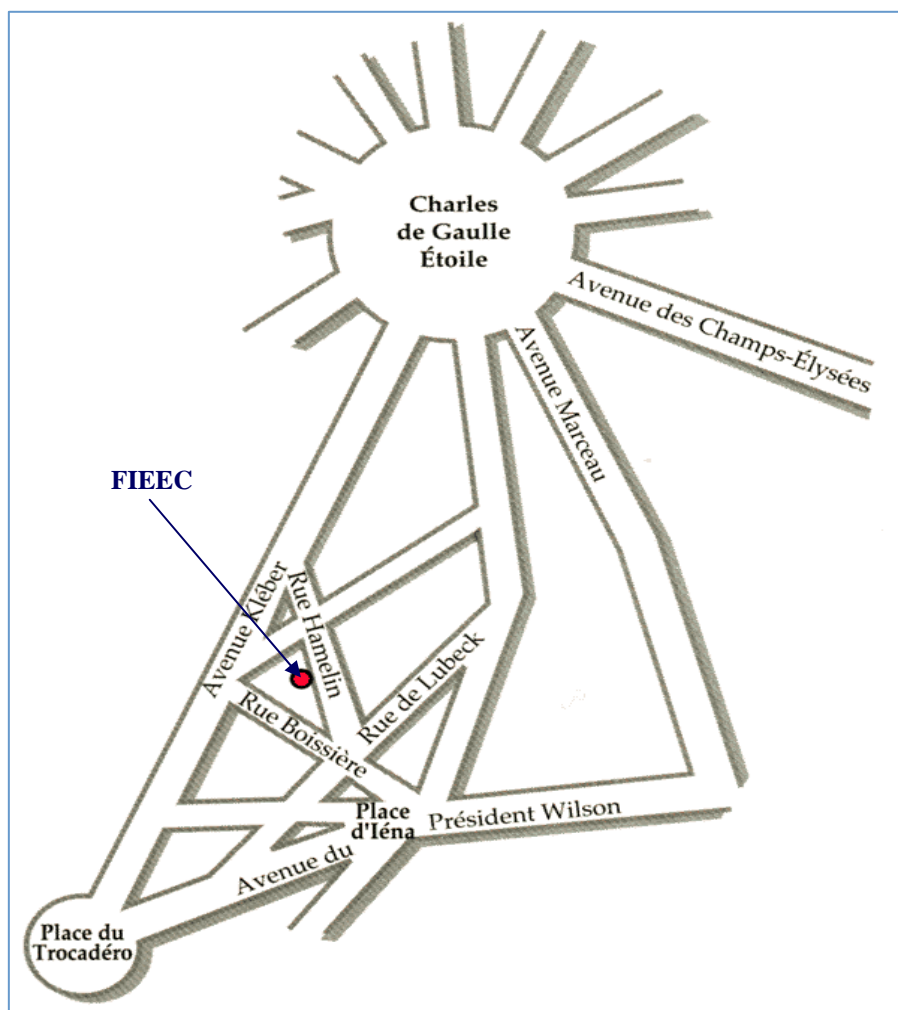 Charles
de Gaulle
Étoile
Avenue des Champs-Élysées
Avenue Marceau
FIEEC
Avenue Kléber
Rue Hamelin
Rue de Lubeck
Rue Boissière
Place
d'Iéna
Président Wilson
Avenue du
Place du
Trocadéro